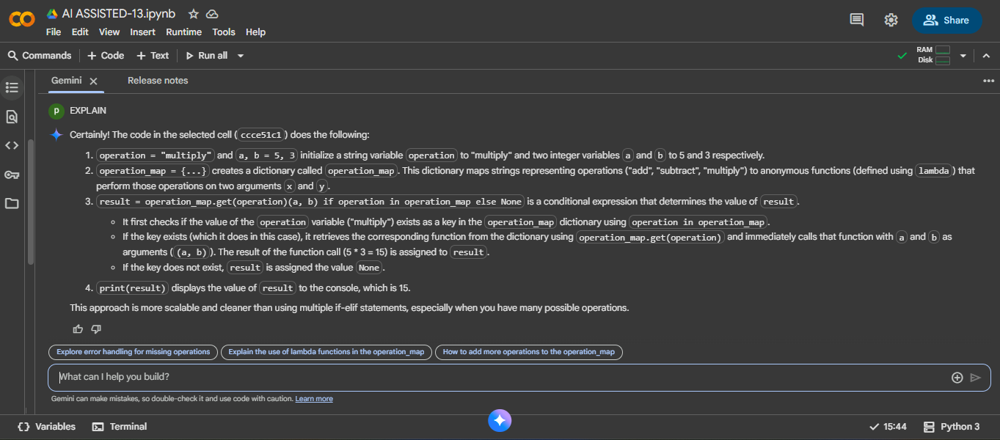 AI ASSISTED-13.ipynb
File Edit View Insert Runtime Tools Help
Share
Commands + Code + Text Run all
RAM
Disk
Gemini Release notes
p EXPLAIN
Certainly! The code in the selected cell ( ccce51c1 ) does the following:
1. operation = "multiply" and a, b = 5, 3 initialize a string variable operation to "multiply" and two integer variables a and b to 5 and 3 respectively.
2. operation_map = {...} creates a dictionary called operation_map . This dictionary maps strings representing operations ("add", "subtract", "multiply") to anonymous functions (defined using lambda ) that
perform those operations on two arguments x and y .
3. result = operation_map.get(operation)(a, b) if operation in operation_map else None is a conditional expression that determines the value of result .
It first checks if the value of the operation variable ("multiply") exists as a key in the operation_map dictionary using operation in operation_map .
If the key exists (which it does in this case), it retrieves the corresponding function from the dictionary using operation_map.get(operation) and immediately calls that function with a and b as
arguments ( (a, b) ). The result of the function call (5 * 3 = 15) is assigned to result .
If the key does not exist, result is assigned the value None .
4. print(result) displays the value of result to the console, which is 15.
This approach is more scalable and cleaner than using multiple if-elif statements, especially when you have many possible operations.
Explore error handling for missing operations Explain the use of lambda functions in the operation_map How to add more operations to the operation_map
What can I help you build?
Gemini can make mistakes, so double-check it and use code with caution. Learn more
Variables Terminal 15:44 Python 3